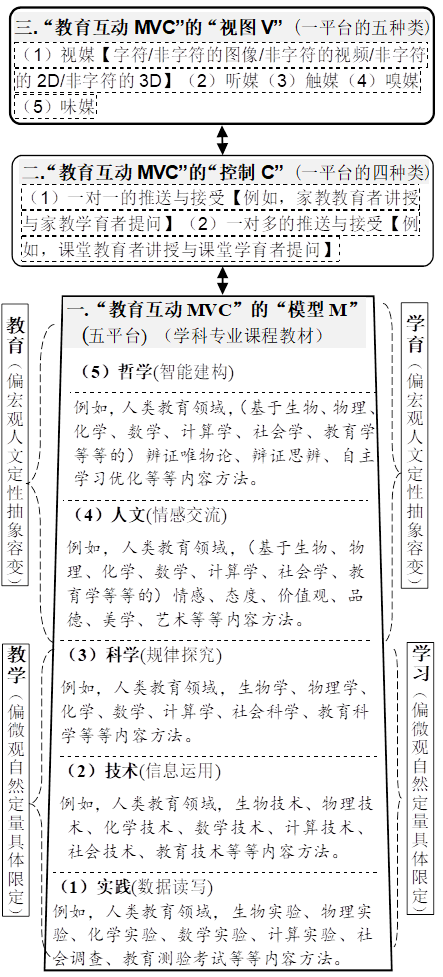 三.“教育互动 MVC”的“视图 V” (一平台的五种类)
（1）视媒【字符/非字符的图像/非字符的视频/非字符
的 2D/非字符的 3D】（2）听媒（3）触媒（4）嗅媒
（5）味媒
二.“教育互动 MVC”的“控制 C” (一平台的四种类)
（1）一对一的推送与接受【例如，家教教育者讲授
与家教学育者提问】（2）一对多的推送与接受【例
如，课堂教育者讲授与课堂学育者提问】
一.“教育互动 MVC”的“模型 M”
(五平台) （学科专业课程教材）
（5）哲学(智能建构)
例如，人类教育领域，（基于生物、物理、
化学、数学、计算学、社会学、教育学
等等的）辨证唯物论、辩证思辨、自主
学习优化等等内容方法。
（4）人文(情感交流)
例如，人类教育领域，（基于生物、物
理、化学、数学、计算学、社会学、教
育学等等的）情感、态度、价值观、品
德、美学、艺术等等内容方法。
（3）科学(规律探究)
例如，人类教育领域，生物学、物理学、
化学、数学、计算学、社会科学、教育科
学等等内容方法。
（2）技术(信息运用)
例如，人类教育领域，生物技术、物理技
术、化学技术、数学技术、计算技术、
社会技术、教育技术等等内容方法。
（1）实践(数据读写)
例如，人类教育领域，生物实验、物理实
验、化学实验、数学实验、计算实验、社
会调查、教育测验考试等等内容方法。
教育（偏宏观人文定性抽象容变）
教学（偏微观自然定量具体限定）
学育（偏宏观人文定性抽象容变）
学习（偏微观自然定量具体限定）